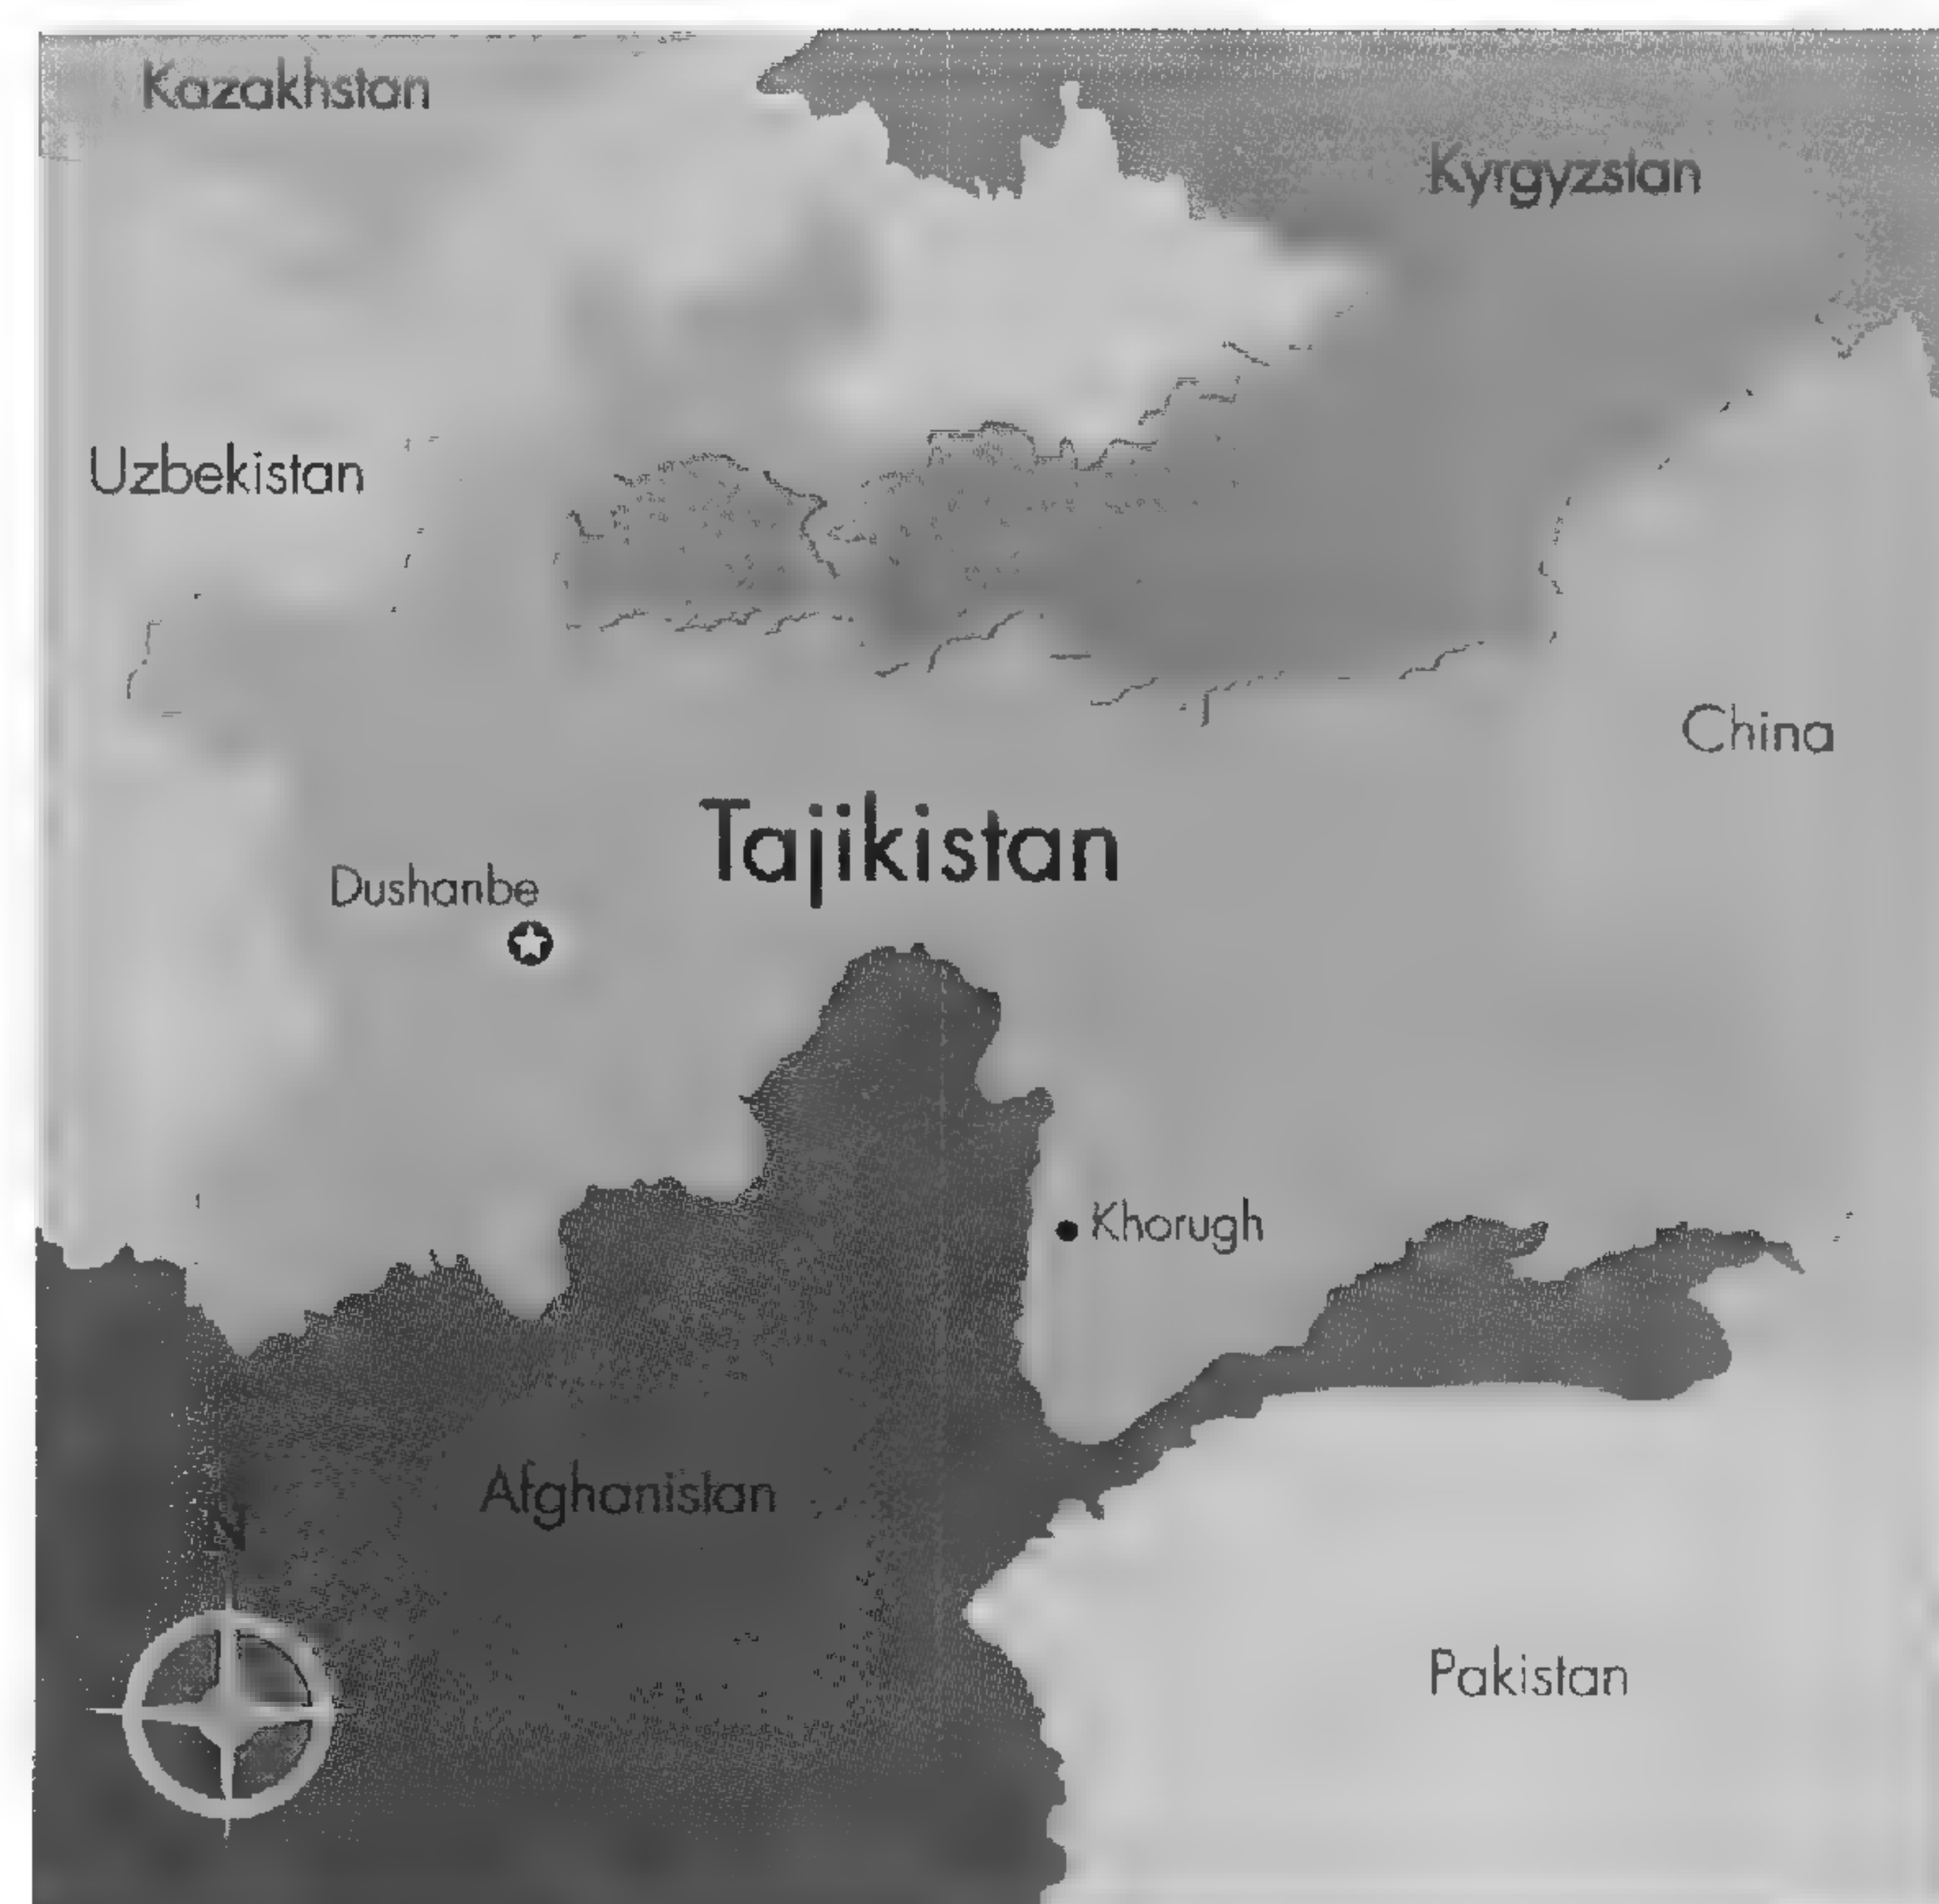 Kazakhstan
Kyrgyzstan
Uzbekistan
China
Tajikistan
Dushanbe
Khorugh
Afghanistan
N
Pakistan